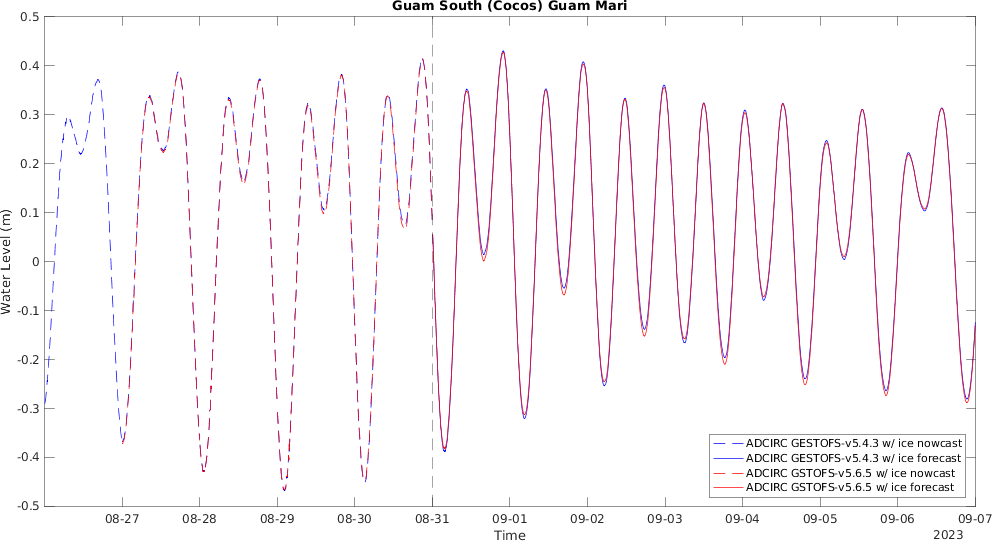 Guam South (Cocos) Guam Mari
0.5
0.4
0.3
0.2
0.1
0
-0.1
-0.2
-0.3
-0.4
-0.5
Water Level (m)
ADCIRC GESTOFS-v5.4.3 w/ ice nowcast
ADCIRC GESTOFS-v5.4.3 w/ ice forecast
ADCIRC GSTOFS-v5.6.5 w/ ice nowcast
ADCIRC GSTOFS-v5.6.5 w/ ice forecast
08-27 08-28 08-29 08-30 08-31 09-01 09-02 09-03 09-04 09-05 09-06 09-07
Time
2023